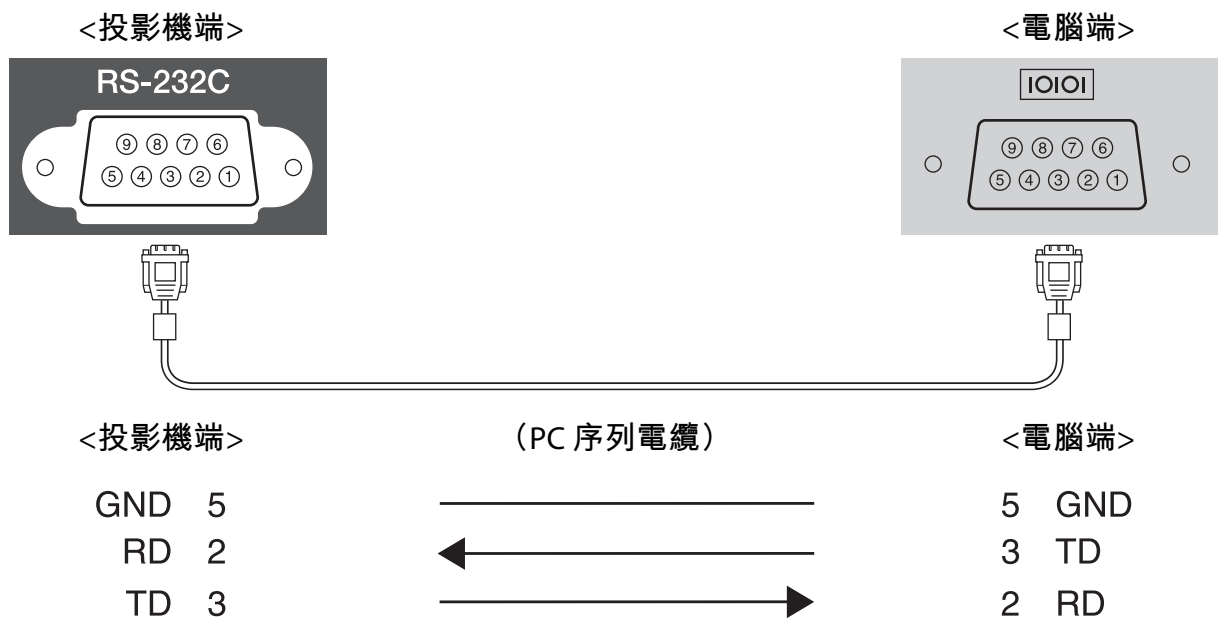 <投影機端> <電腦端>
RS-232C IOIOI
9 8 7 6 9 8 7 6
5 4 3 2 1 5 4 3 2 1
<投影機端> (PC 序列電纜) <電腦端>
GND 5 5 GND
RD 2 3 TD
TD 3 2 RD